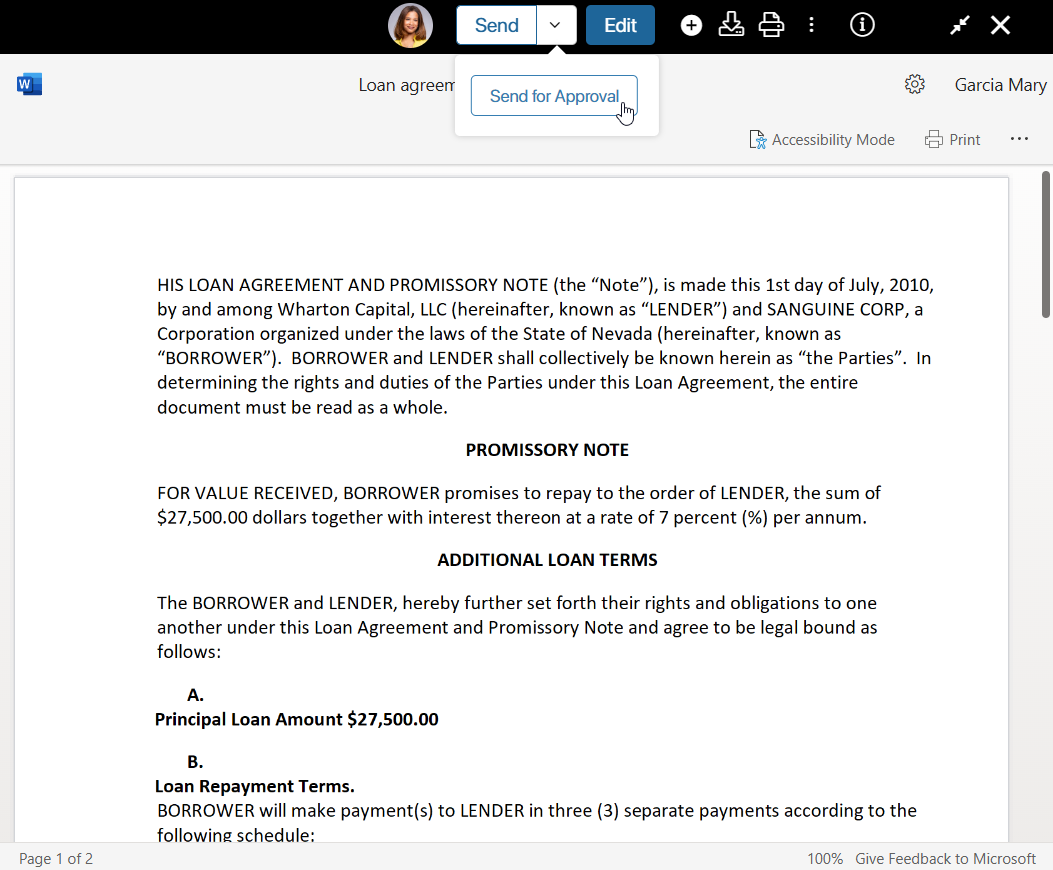 Send
Edit
Send for Approval
W
Loan agreem
Garcia Mary
Accessibility Mode
Print
HIS LOAN AGREEMENT AND PROMISSORY NOTE (the “Note”), is made this 1st day of July, 2010,
by and among Wharton Capital, LLC (hereinafter, known as “LENDER”) and SANGUINE CORP, a
Corporation organized under the laws of the State of Nevada (hereinafter, known as
“BORROWER”).  BORROWER and LENDER shall collectively be known herein as “the Parties”.  In
determining the rights and duties of the Parties under this Loan Agreement, the entire
document must be read as a whole.
PROMISSORY NOTE
FOR VALUE RECEIVED, BORROWER promises to repay to the order of LENDER, the sum of
$27,500.00 dollars together with interest thereon at a rate of 7 percent (%) per annum.
ADDITIONAL LOAN TERMS
The BORROWER and LENDER, hereby further set forth their rights and obligations to one
another under this Loan Agreement and Promissory Note and agree to be legal bound as
follows:
A.
Principal Loan Amount $27,500.00
B.
Loan Repayment Terms.
BORROWER will make payment(s) to LENDER in three (3) separate payments according to the
following schedule:
Page 1 of 2
100%
Give Feedback to Microsoft